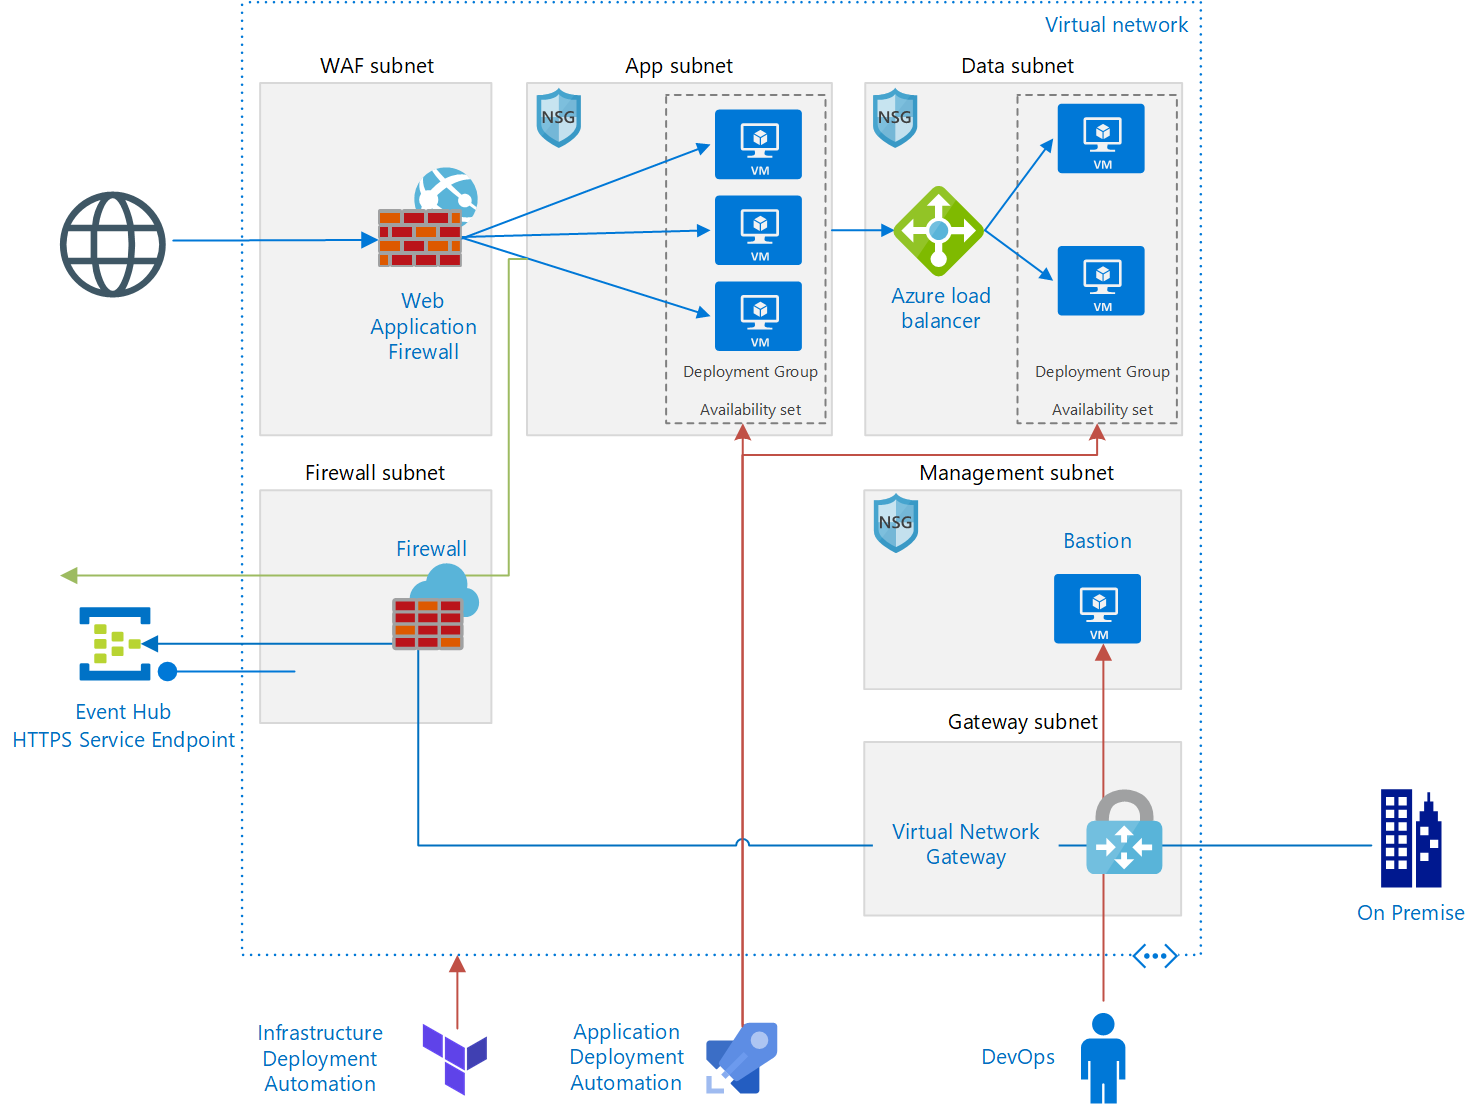 Virtual network
WAF subnet
App subnet
Data subnet
NSG
NSG
VM
VM
VM
VM
VM
Web
Application
Firewall
Azure load
balancer
Deployment Group
Availability set
Deployment Group
Availability set
Firewall subnet
Management subnet
NSG
Firewall
Bastion
VM
Event Hub
HTTPS Service Endpoint
Gateway subnet
Virtual Network
Gateway
On Premise
Infrastructure
Deployment
Automation
Application
Deployment
Automation
DevOps